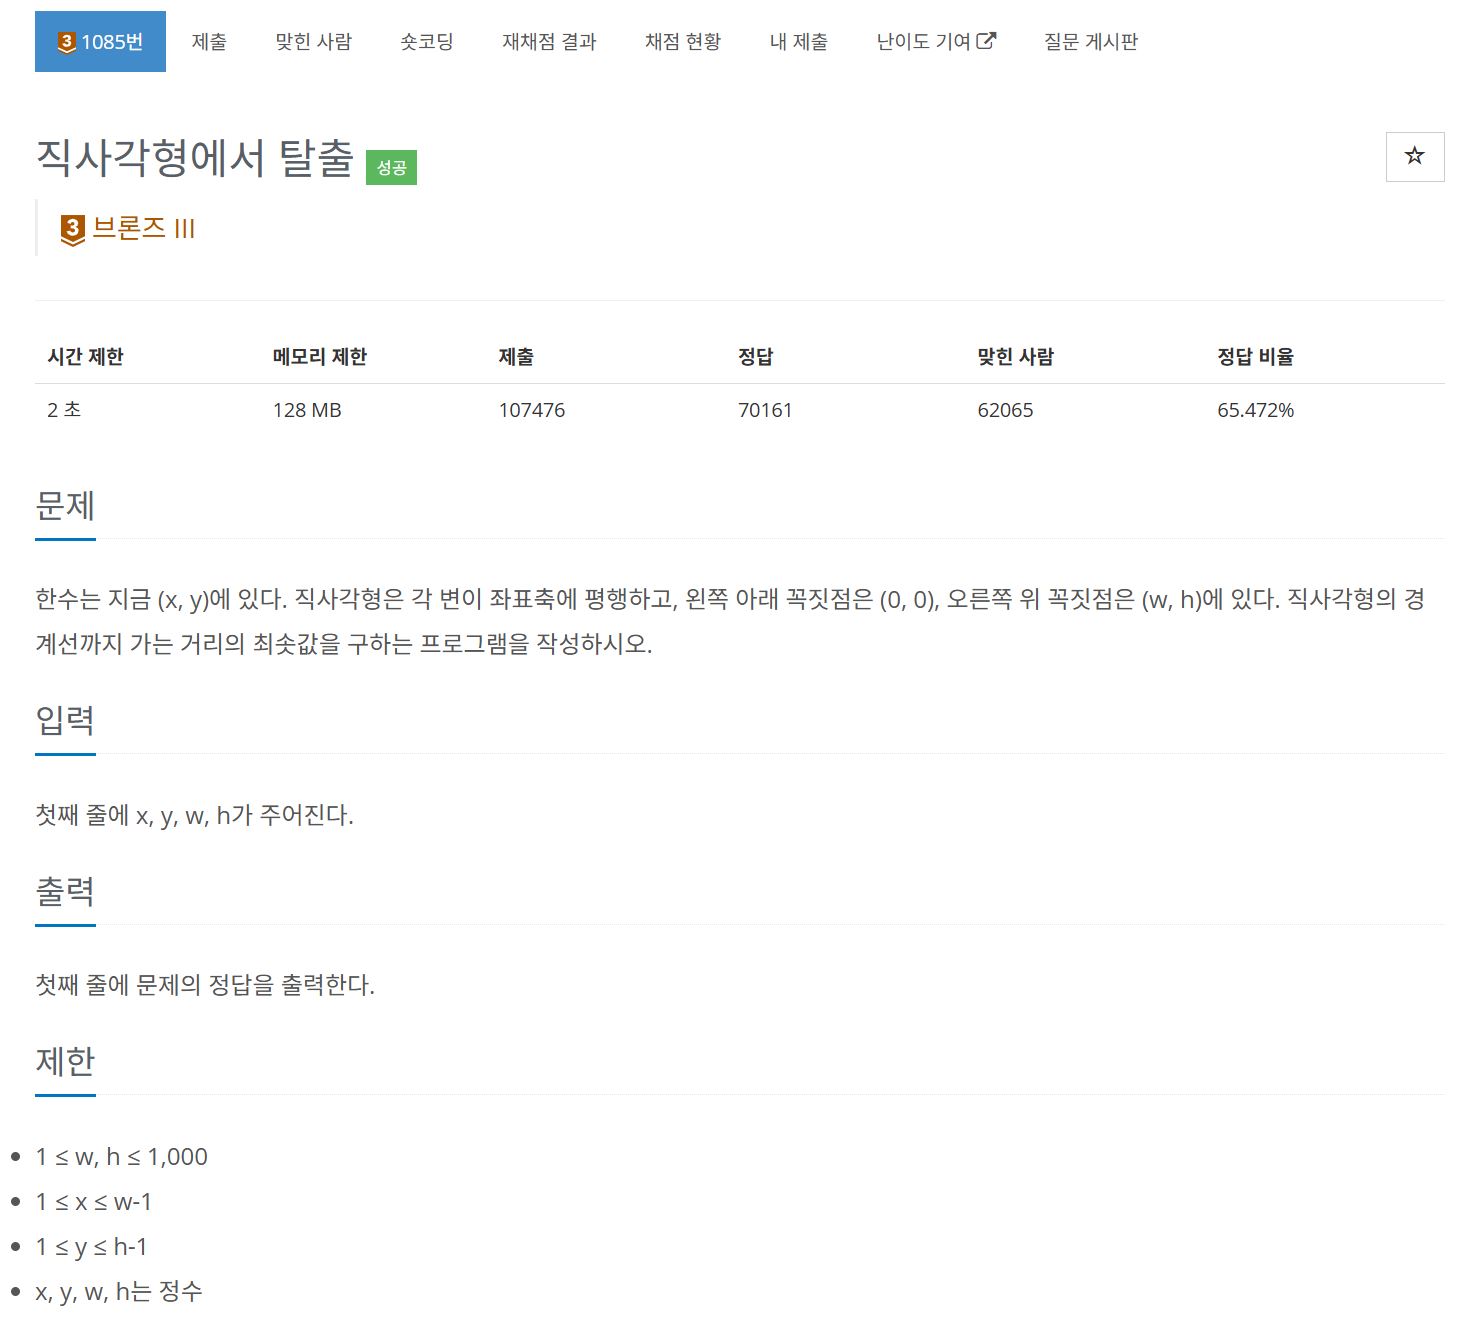 3 1085번 제출 맞힌 사람 숏코딩 재채점 결과 채점 현황 내 제출 난이도 기여 질문 게시판
직사각형에서 탈출 성공
3 브론즈 III
시간 제한 메모리 제한 제출 정답 맞힌 사람 정답 비율
2 초 128 MB 107476 70161 62065 65.472%
문제
한수는 지금 (x, y)에 있다. 직사각형은 각 변이 좌표축에 평행하고, 왼쪽 아래 꼭짓점은 (0, 0), 오른쪽 위 꼭짓점은 (w, h)에 있다. 직사각형의 경
계선까지 가는 거리의 최솟값을 구하는 프로그램을 작성하시오.
입력
첫째 줄에 x, y, w, h가 주어진다.
출력
첫째 줄에 문제의 정답을 출력한다.
제한
• 1 ≤ w, h ≤ 1,000
• 1 ≤ x ≤ w-1
• 1 ≤ y ≤ h-1
• x, y, w, h는 정수